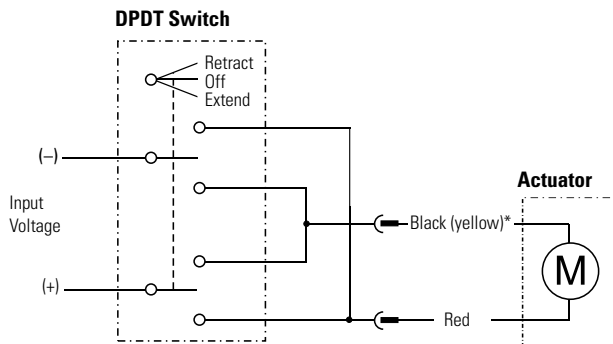 DPDT Switch
Retract
Off
Extend
(–)
Input
Voltage
(+)
Actuator
Black (yellow)*
M
Red